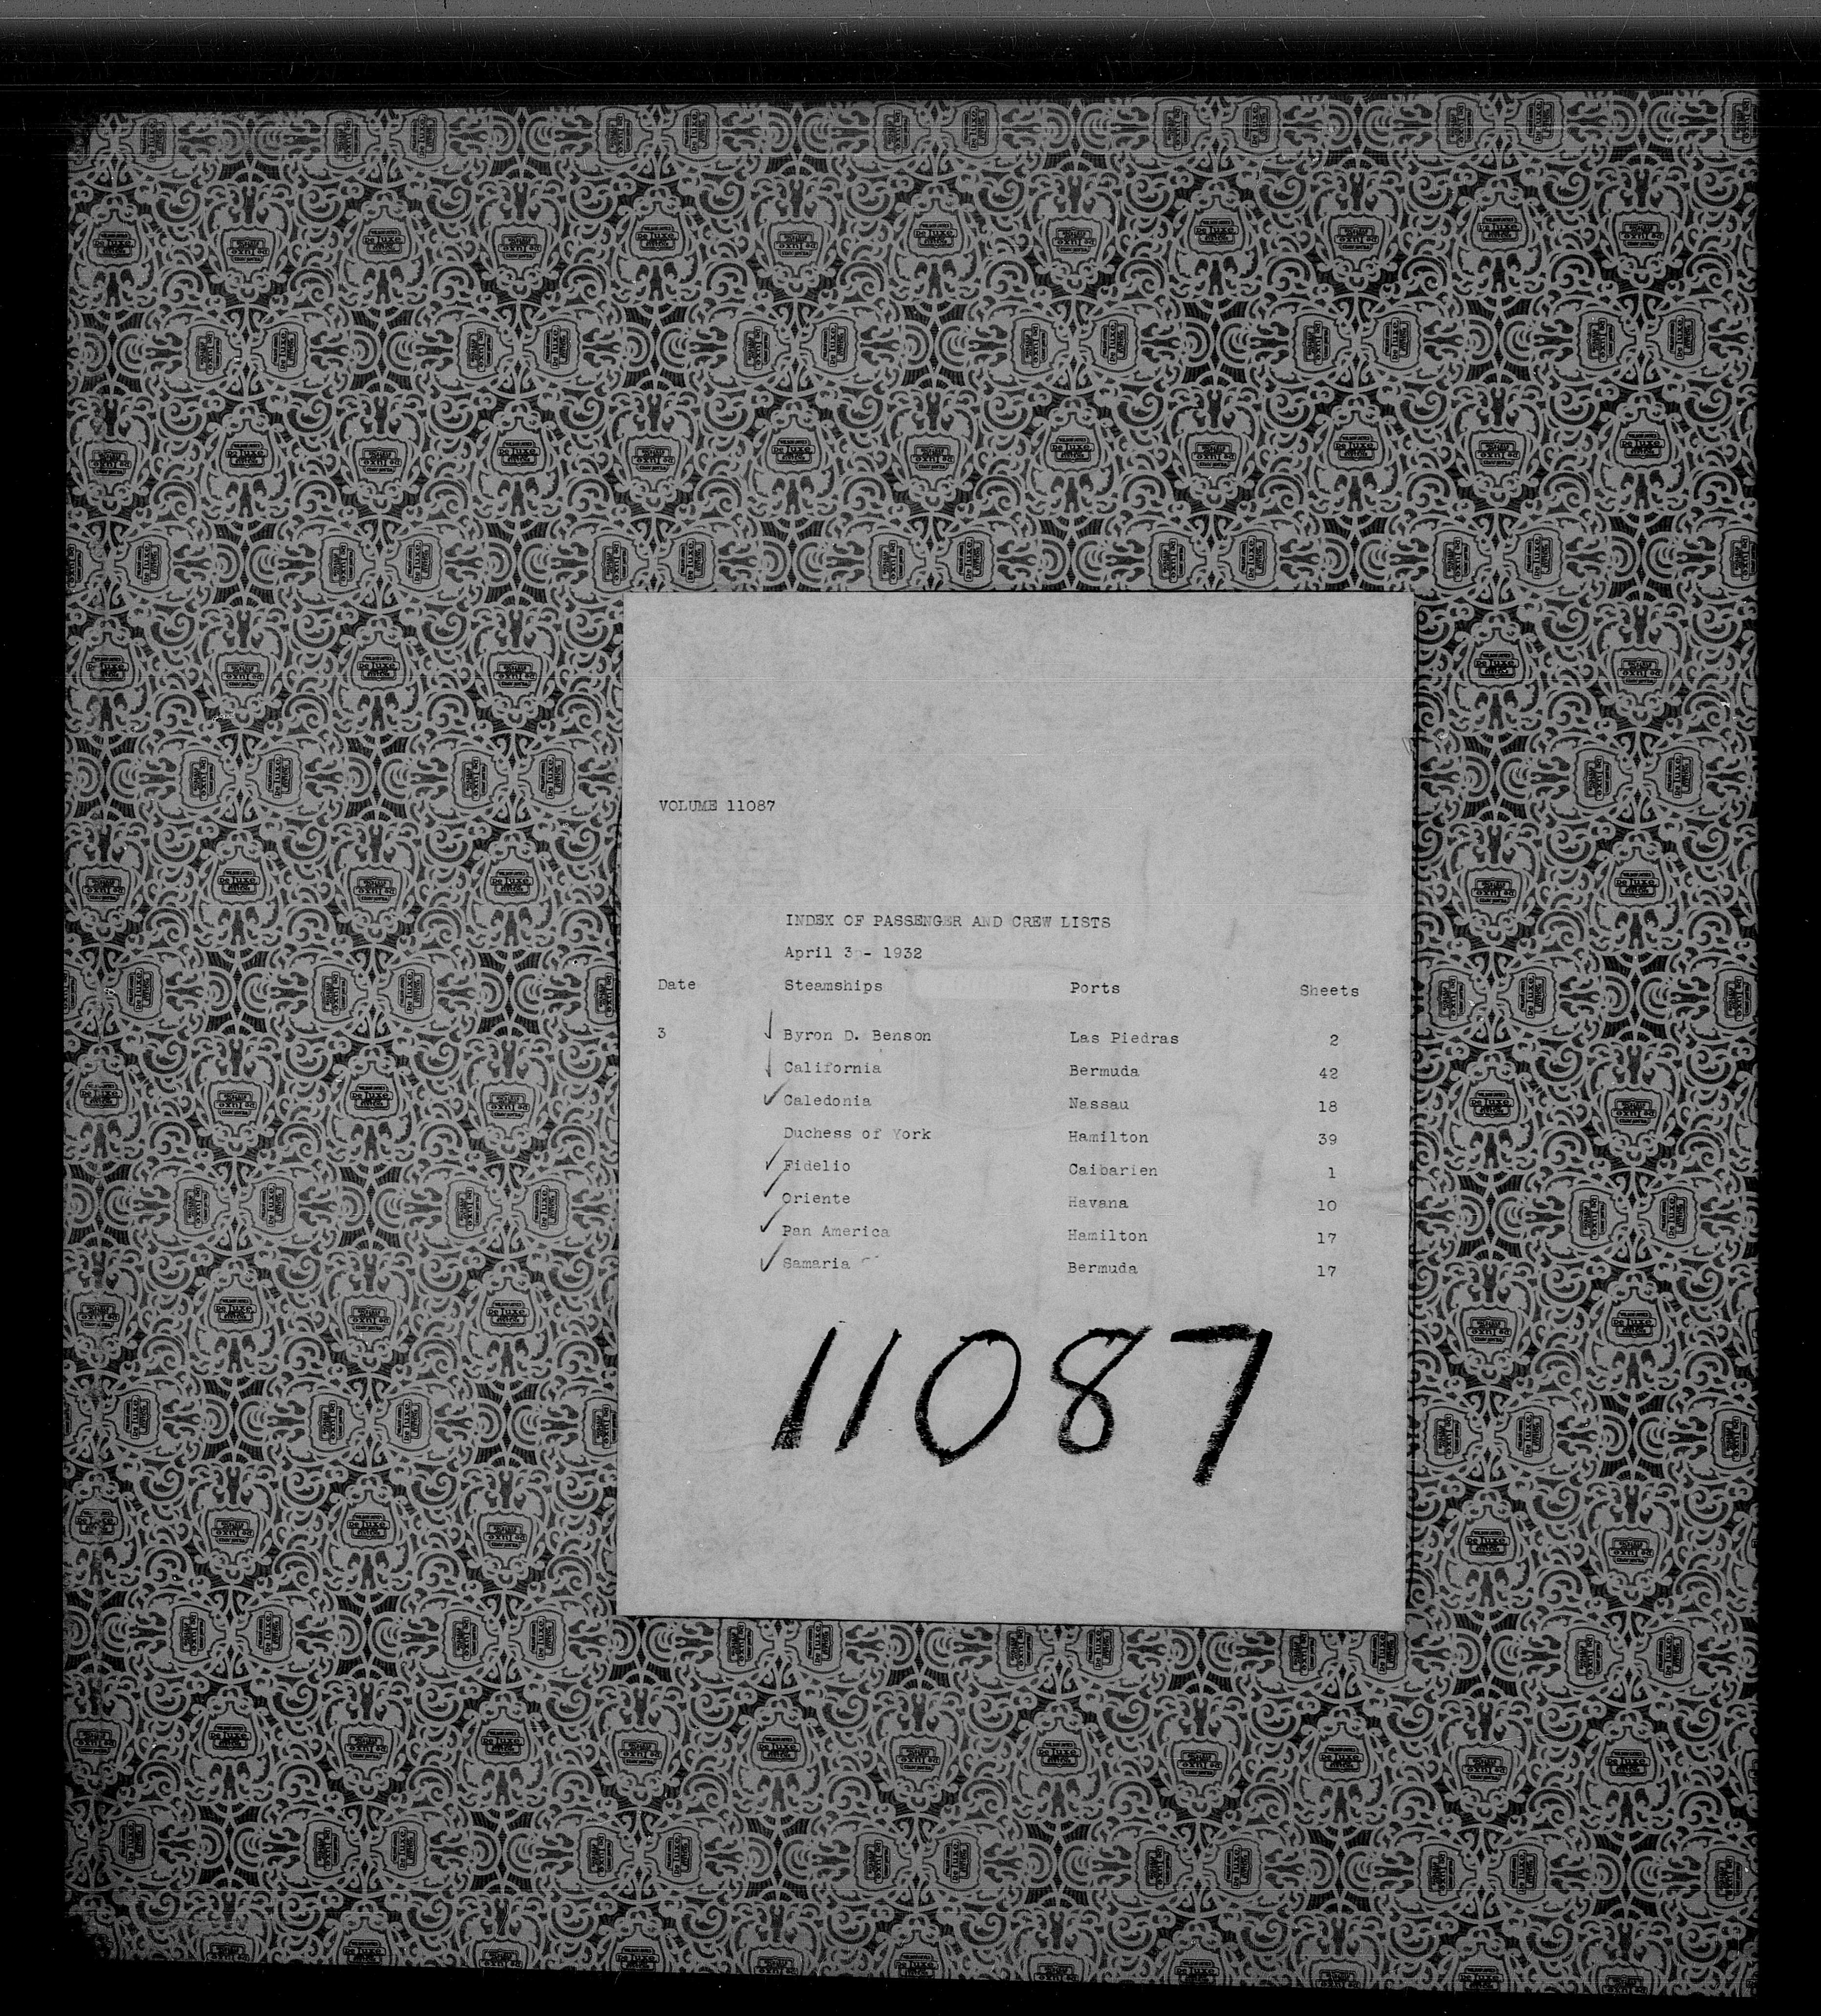 VOLUME 11087
INDEX OF PASSENGER AND CREW LISTS
April 3 - 1932
Date Steamships Ports Sheets
3 Byron D. Benson Las Piedras 2
California Bermuda 42
Caledonia Nassau 18
Duchess of York Hamilton 39
Fidelio Caibarien 1
Oriente Havana 10
Pan America Hamilton 17
Samaria Bermuda 17
11087